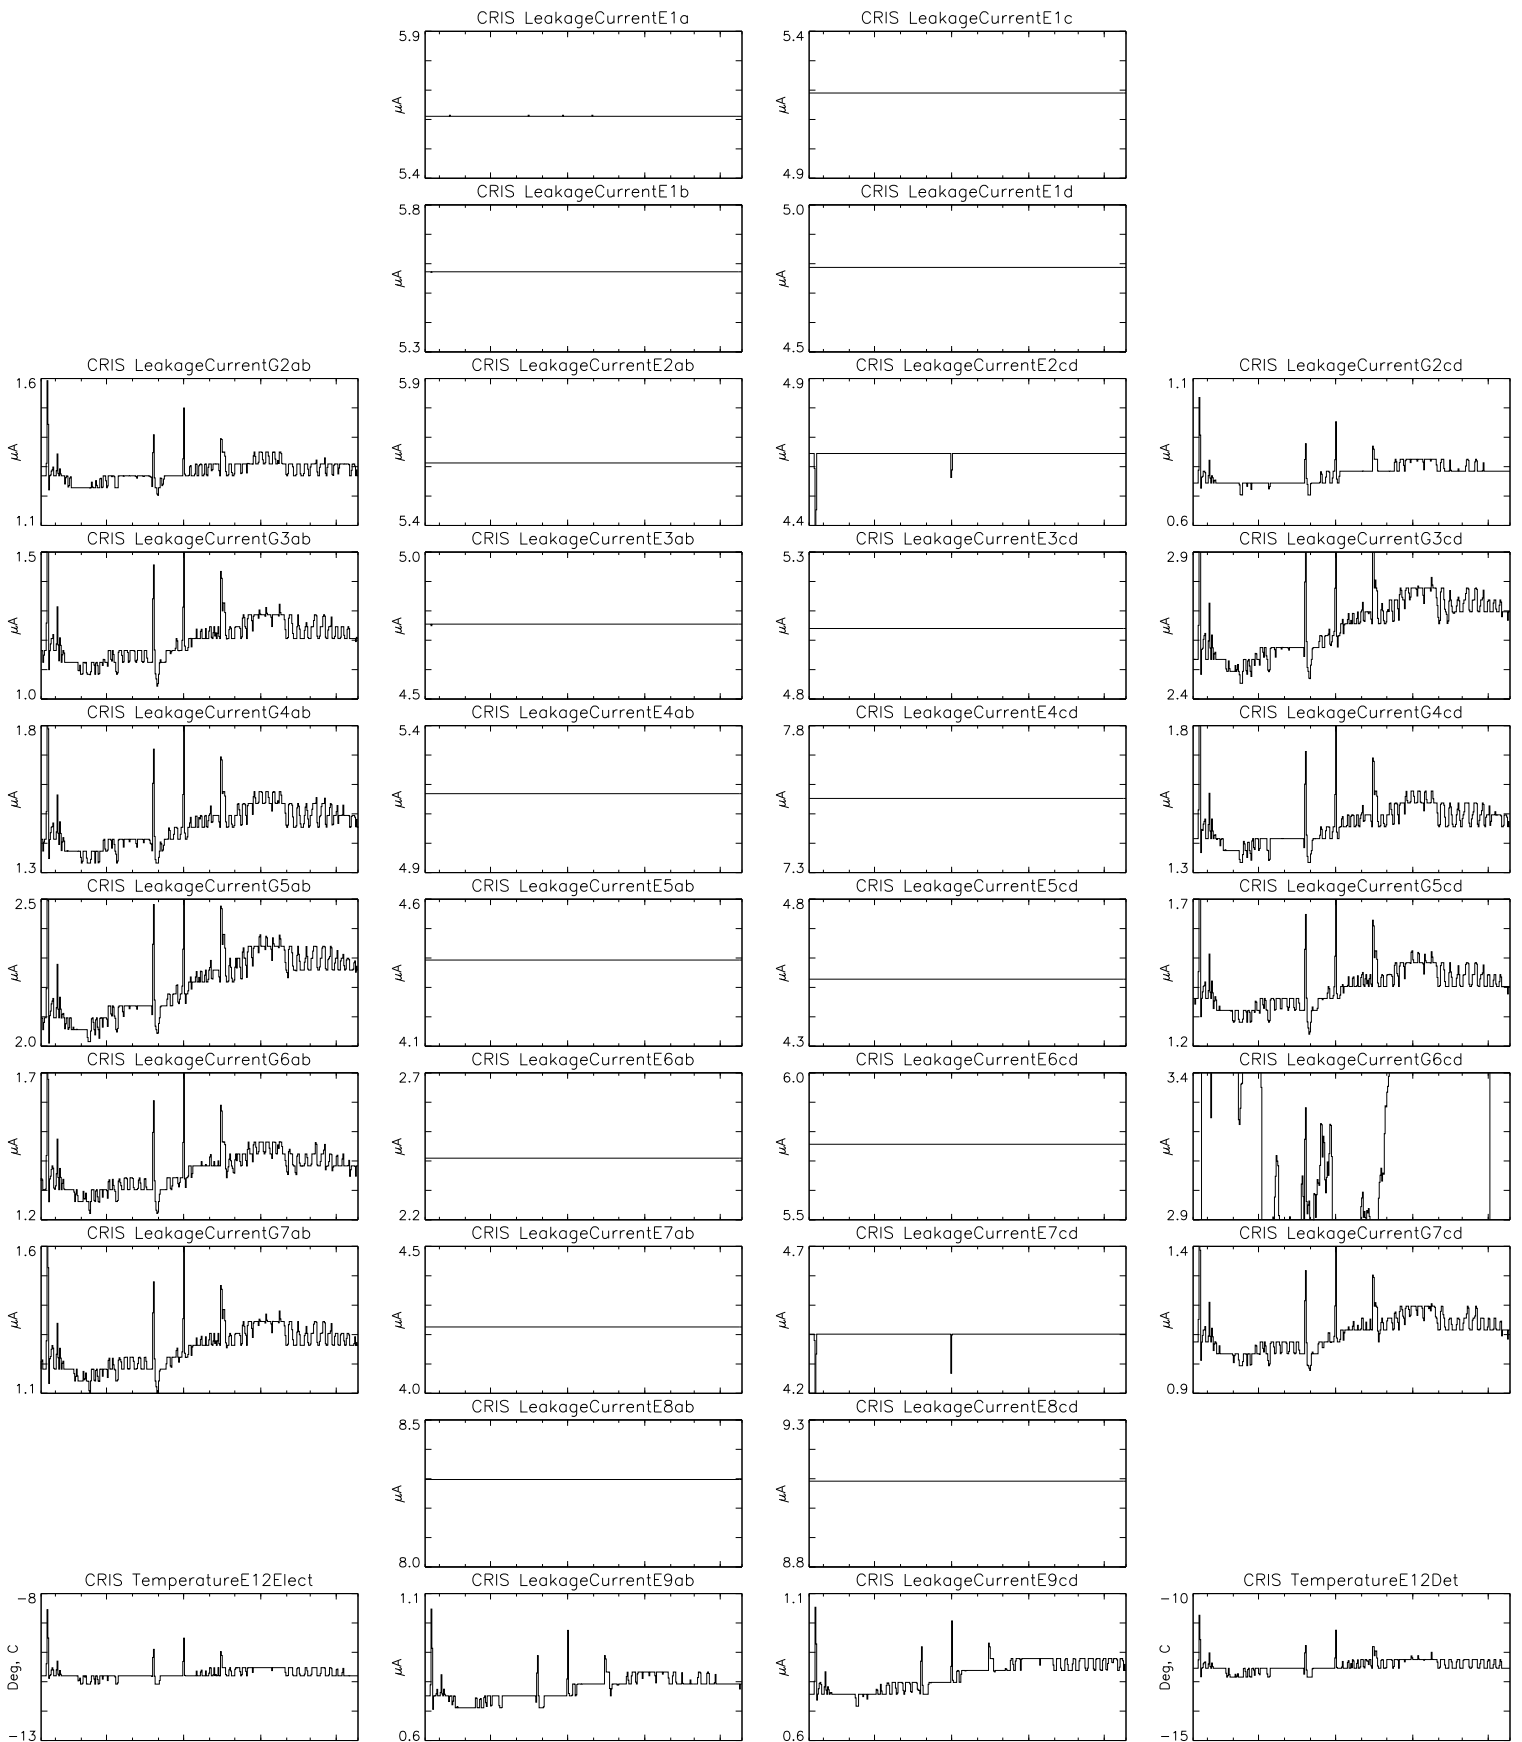 CRIS LeakageCurrentE1a
5.9
µA
5.4
CRIS LeakageCurrentE1c
5.4
µA
4.9
CRIS LeakageCurrentE1b
5.8
µA
5.3
CRIS LeakageCurrentE1d
5.0
µA
4.5
CRIS LeakageCurrentG2ab
1.6
µA
1.1
CRIS LeakageCurrentE2ab
5.9
µA
5.4
CRIS LeakageCurrentE2cd
4.9
µA
4.4
CRIS LeakageCurrentG2cd
1.1
µA
0.6
CRIS LeakageCurrentG3ab
1.5
µA
1.0
CRIS LeakageCurrentE3ab
5.0
µA
4.5
CRIS LeakageCurrentE3cd
5.3
µA
4.8
CRIS LeakageCurrentG3cd
2.9
µA
2.4
CRIS LeakageCurrentG4ab
1.8
µA
1.3
CRIS LeakageCurrentE4ab
5.4
µA
4.9
CRIS LeakageCurrentE4cd
7.8
µA
7.3
CRIS LeakageCurrentG4cd
1.8
µA
1.3
CRIS LeakageCurrentG5ab
2.5
µA
2.0
CRIS LeakageCurrentE5ab
4.6
µA
4.1
CRIS LeakageCurrentE5cd
4.8
µA
4.3
CRIS LeakageCurrentG5cd
1.7
µA
1.2
CRIS LeakageCurrentG6ab
1.7
µA
1.2
CRIS LeakageCurrentE6ab
2.7
µA
2.2
CRIS LeakageCurrentE6cd
6.0
µA
5.5
CRIS LeakageCurrentG6cd
3.4
µA
2.9
CRIS LeakageCurrentG7ab
1.6
µA
1.1
CRIS LeakageCurrentE7ab
4.5
µA
4.0
CRIS LeakageCurrentE7cd
4.7
µA
4.2
CRIS LeakageCurrentG7cd
1.4
µA
0.9
CRIS LeakageCurrentE8ab
8.5
µA
8.0
CRIS LeakageCurrentE8cd
9.3
µA
8.8
CRIS TemperatureE12Elect
−8
Deg, C
−13
CRIS LeakageCurrentE9ab
1.1
µA
0.6
CRIS LeakageCurrentE9cd
1.1
µA
0.6
CRIS TemperatureE12Det
−10
Deg, C
−15